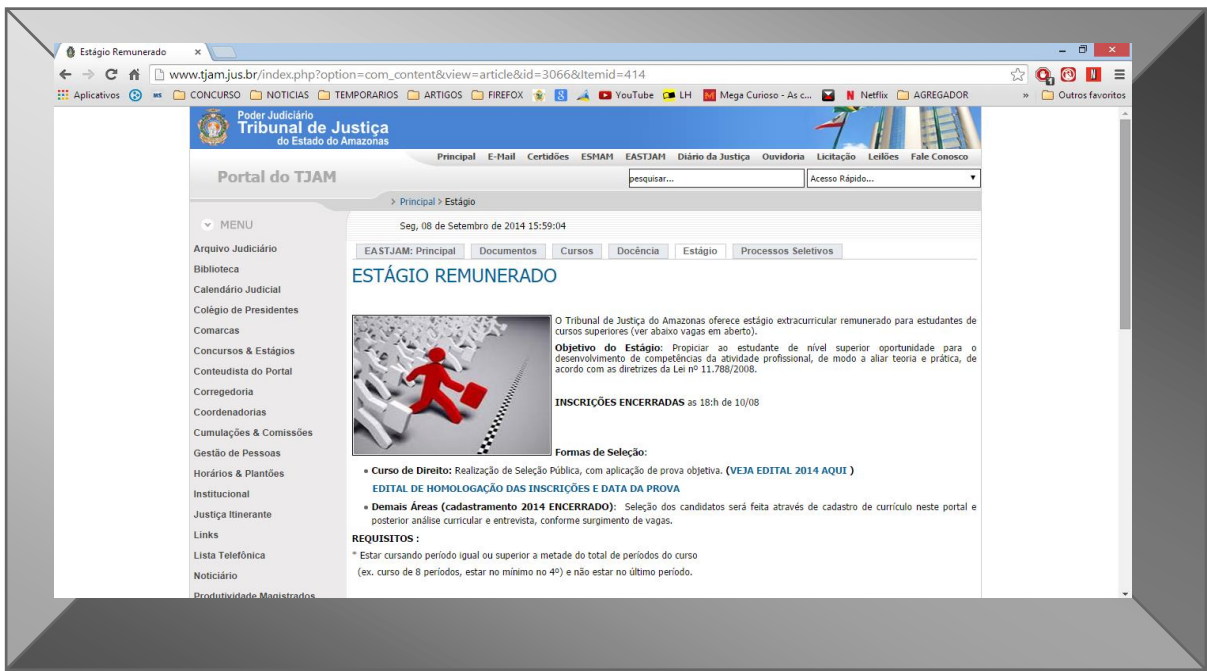 Estágio Remunerado
www.tjam.jus.br/index.php?option=com_content&view=article&id=3066&Itemid=414
Aplicativos CONCURSO NOTICIAS TEMPORARIOS ARTIGOS FIREFOX YouTube LH Mega Curioso - As c... Netflix AGREGADOR » Outros favoritos
Poder Judiciário
Tribunal de Justiça
do Estado do Amazonas
Principal E-Mail Certidões ESMAM EASTJAM Diário da Justiça Ouvidoria Licitação Leilões Fale Conosco
Portal do TJAM
pesquisar... Acesso Rápido...
> Principal > Estágio
MENU
Seg, 08 de Setembro de 2014 15:59:04
Arquivo Judiciário
Biblioteca
Calendário Judicial
Colégio de Presidentes
Comarcas
Concursos & Estágios
Conteudista do Portal
Corregedoria
Coordenadorias
Cumulações & Comissões
Gestão de Pessoas
Horários & Plantões
Institucional
Justiça Itinerante
Links
Lista Telefônica
Noticiário
Produtividade Magistrados
EASTJAM: Principal Documentos Cursos Docência Estágio Processos Seletivos
ESTÁGIO REMUNERADO
O Tribunal de Justiça do Amazonas oferece estágio extracurricular remunerado para estudantes de
cursos superiores (ver abaixo vagas em aberto).
Objetivo do Estágio: Propiciar ao estudante de nível superior oportunidade para o
desenvolvimento de competências da atividade profissional, de modo a aliar teoria e prática, de
acordo com as diretrizes da Lei nº 11.788/2008.
INSCRIÇÕES ENCERRADAS as 18:h de 10/08
Formas de Seleção:
Curso de Direito: Realização de Seleção Pública, com aplicação de prova objetiva. (VEJA EDITAL 2014 AQUI )
EDITAL DE HOMOLOGAÇÃO DAS INSCRIÇÕES E DATA DA PROVA
Demais Áreas (cadastramento 2014 ENCERRADO): Seleção dos candidatos será feita através de cadastro de currículo neste portal e
posterior análise curricular e entrevista, conforme surgimento de vagas.
REQUISITOS :
* Estar cursando período igual ou superior a metade do total de períodos do curso
(ex. curso de 8 períodos, estar no mínimo no 4º) e não estar no último período.